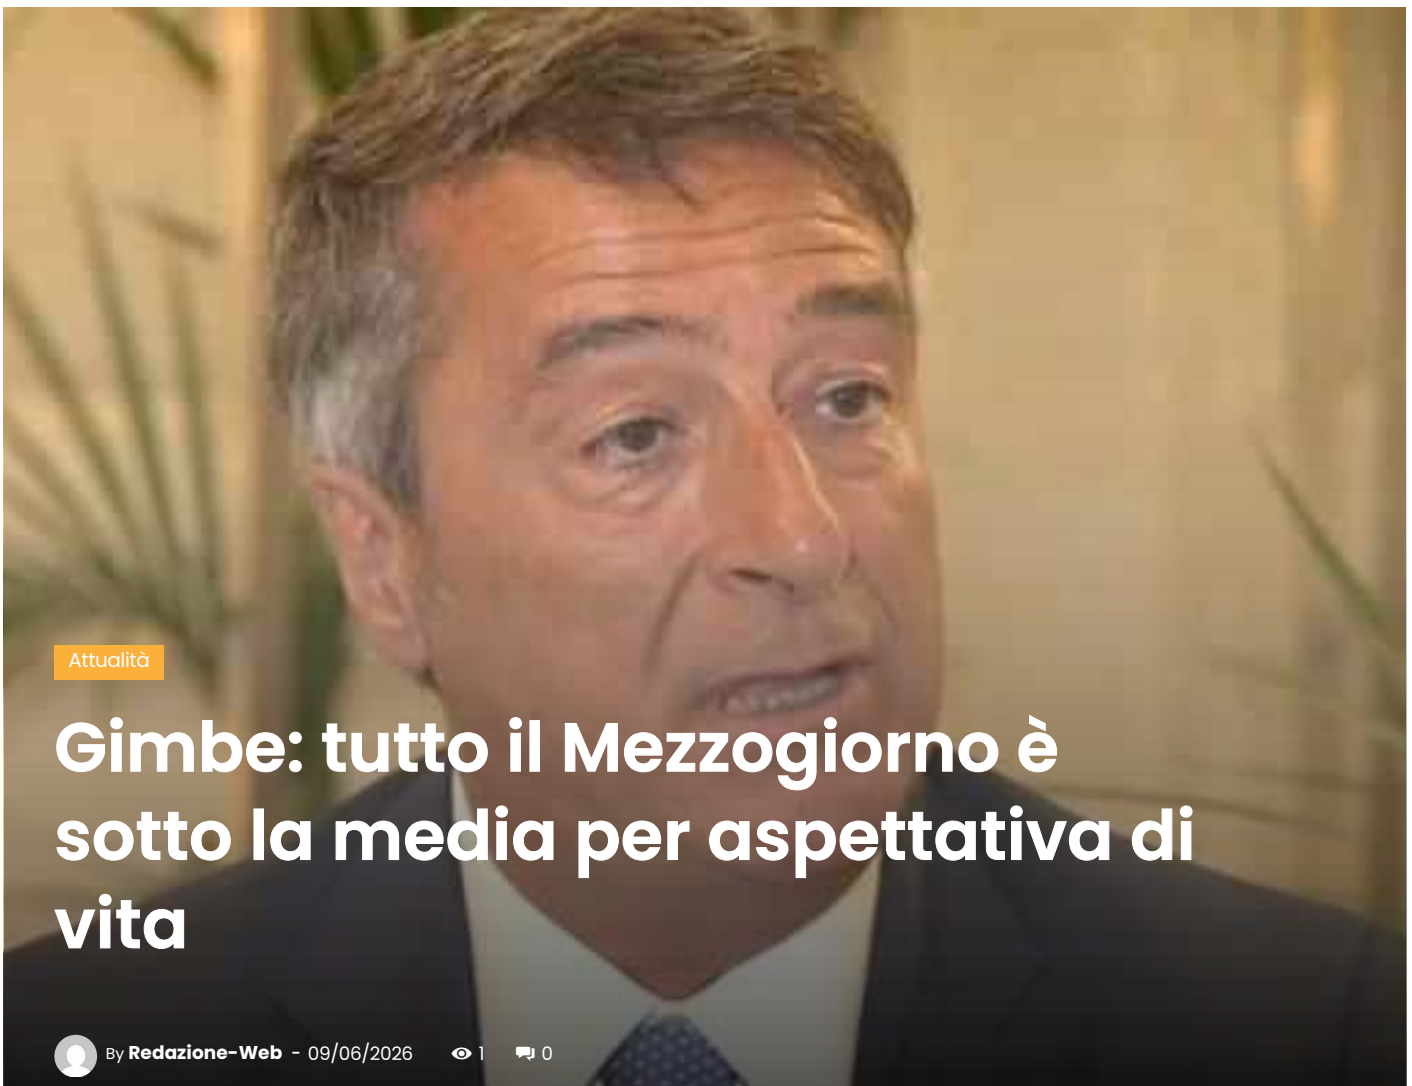 Attualità
Gimbe: tutto il Mezzogiorno è
sotto la media per aspettativa di
vita
By Redazione-Web - 09/06/2026 1 0